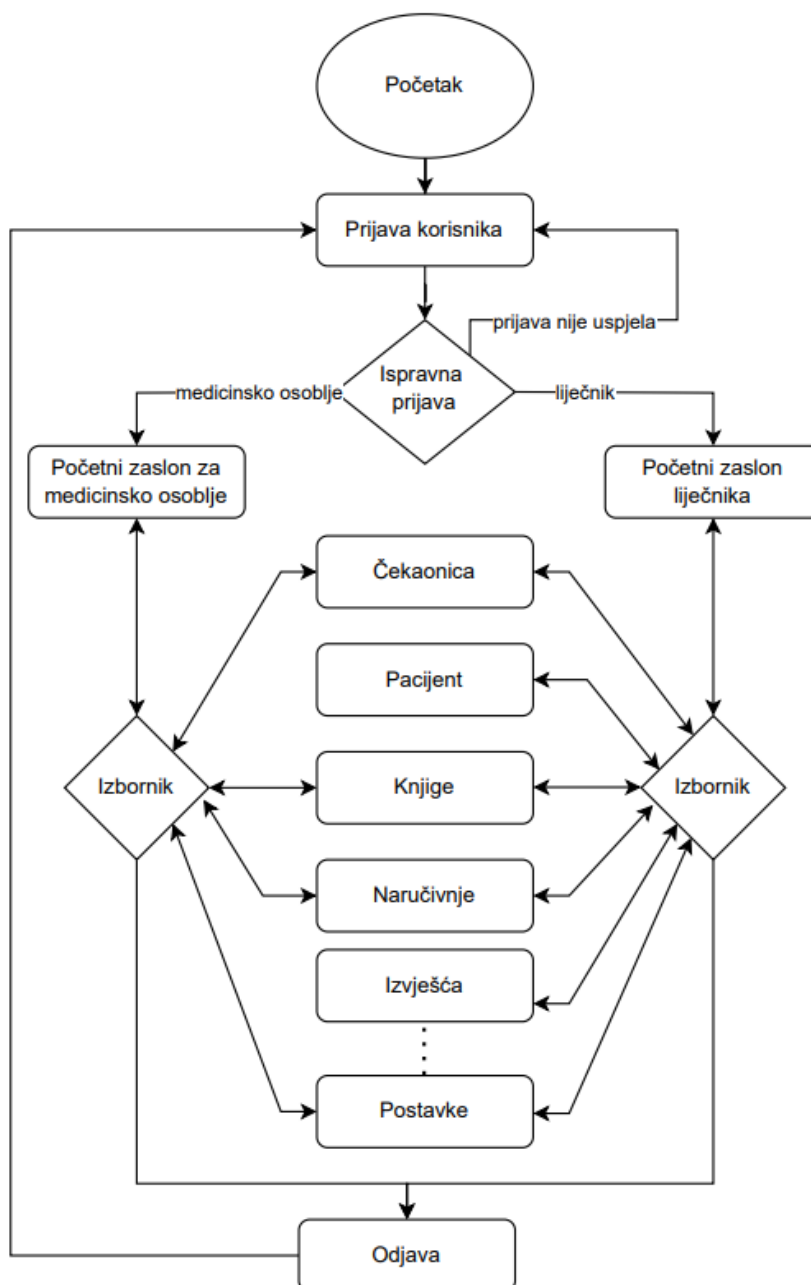 Početak
Prijava korisnika
prijava nije uspjela
Ispravna
prijava
medicinsko osoblje
liječnik
Početni zaslon za
medicinsko osoblje
Početni zaslon
liječnika
Čekaonica
Pacijent
Izbornik
Knjige
Izbornik
Naručivnje
Izvješća
Postavke
Odjava